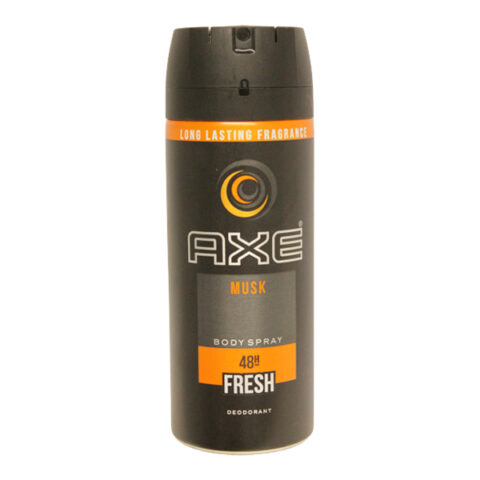 LONG LASTING FRAGRANCE
AXE®
MUSK
BODY SPRAY
48H
FRESH
DEODORANT